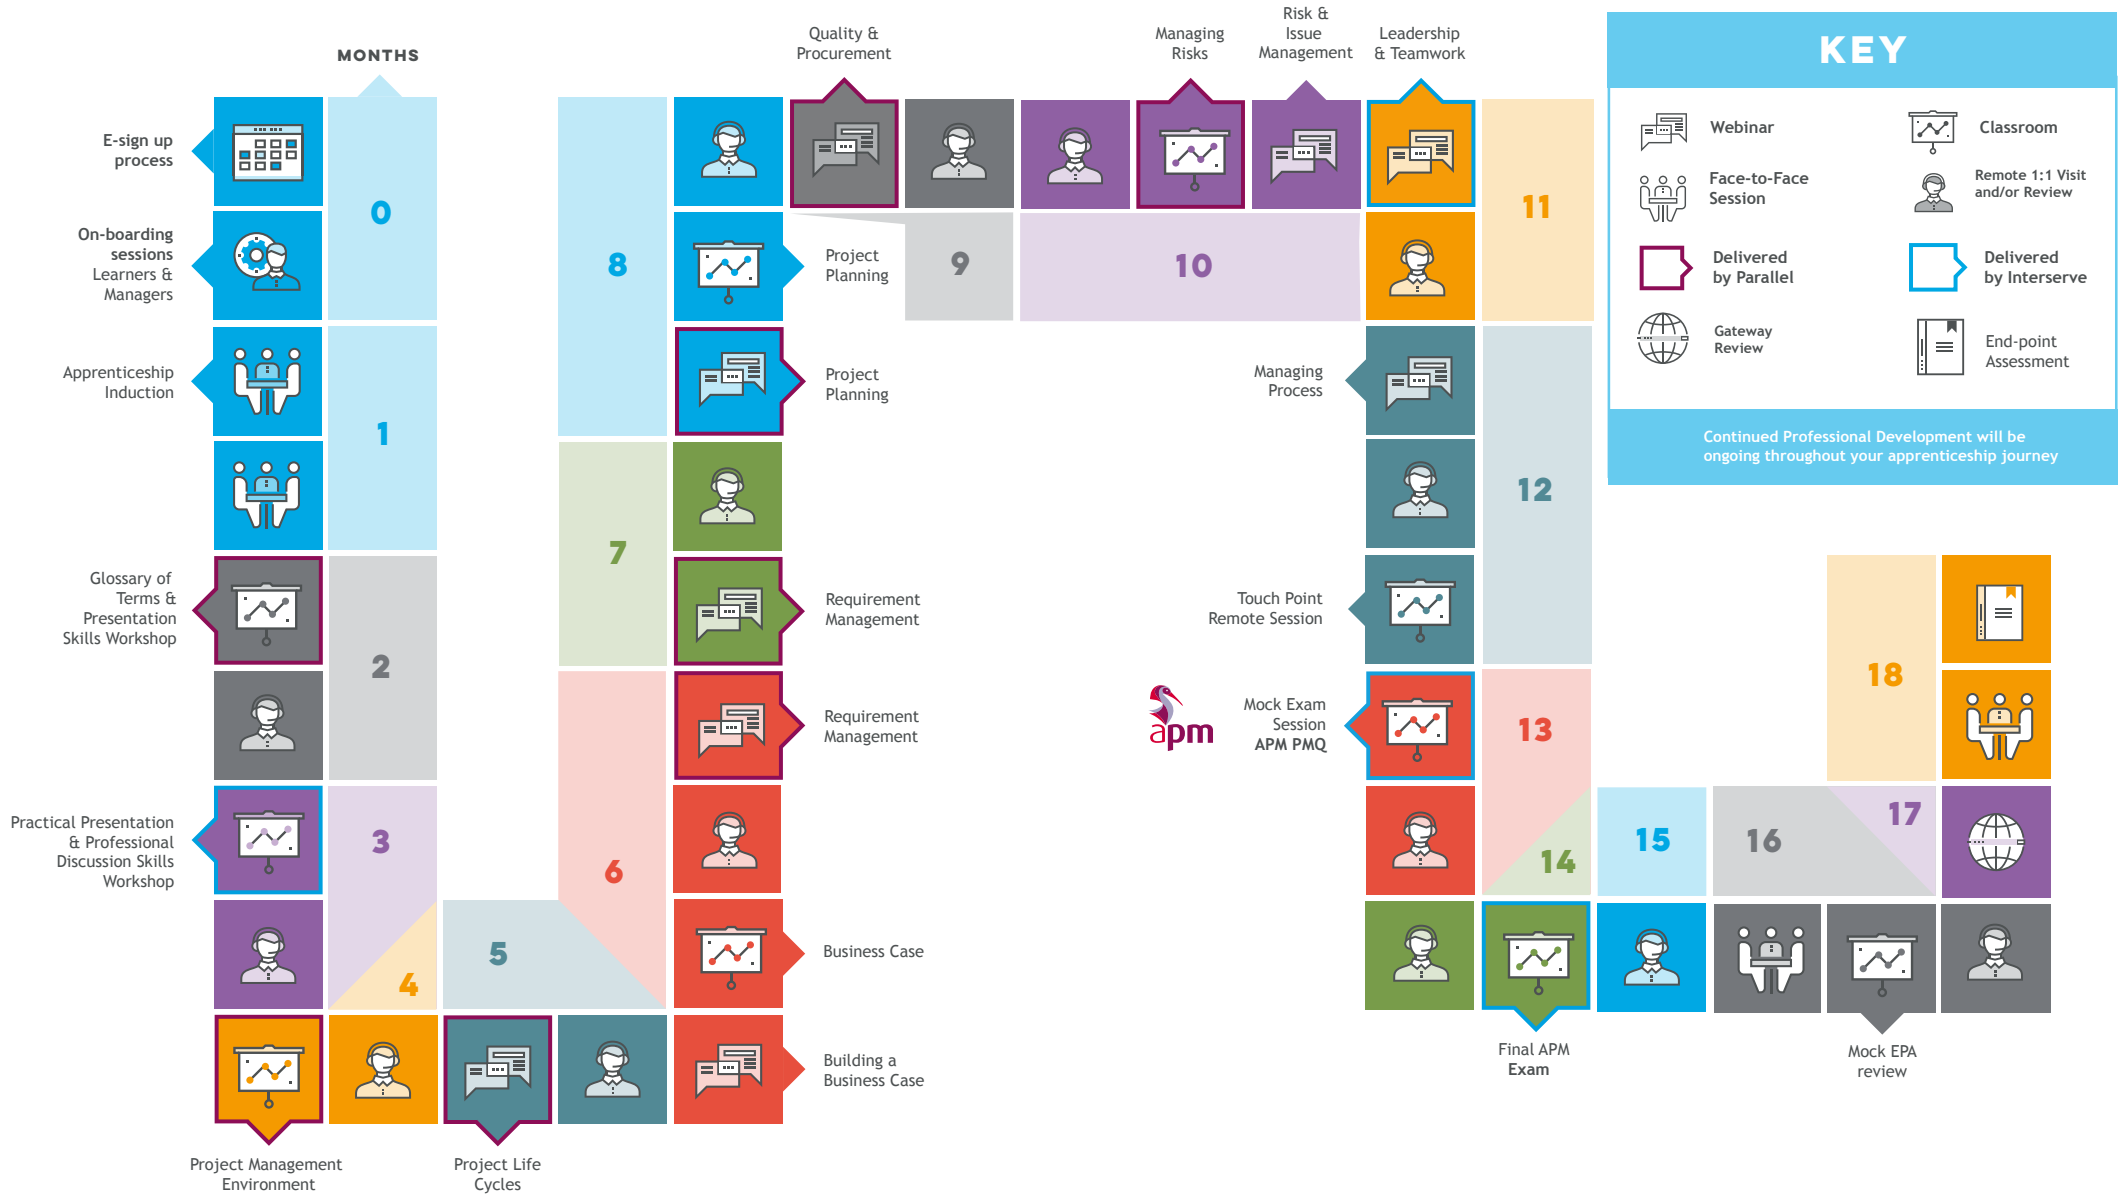 MONTHS
E-sign up
process
0
On-boarding
sessions
Learners &
Managers
Apprenticeship
Induction
1
Glossary of
Terms &
Presentation
Skills Workshop
2
Practical Presentation
& Professional
Discussion Skills
Workshop
3
4
Project Management
Environment
5
Project Life
Cycles
6
Building a
Business Case
Business Case
Requirement
Management
7
Requirement
Management
8
Project
Planning
Project
Planning
Quality &
Procurement
9
Managing
Risks
10
Risk &
Issue
Management
Leadership
& Teamwork
11
Managing
Process
12
Touch Point
Remote Session
apm
Mock Exam
Session
APM PMQ
13
14
Final APM
Exam
15
16
Mock EPA
review
17
18
KEY
Webinar
Classroom
Face-to-Face
Session
Remote 1:1 Visit
and/or Review
Delivered
by Parallel
Delivered
by Interserve
Gateway
Review
End-point
Assessment
Continued Professional Development will be
ongoing throughout your apprenticeship journey